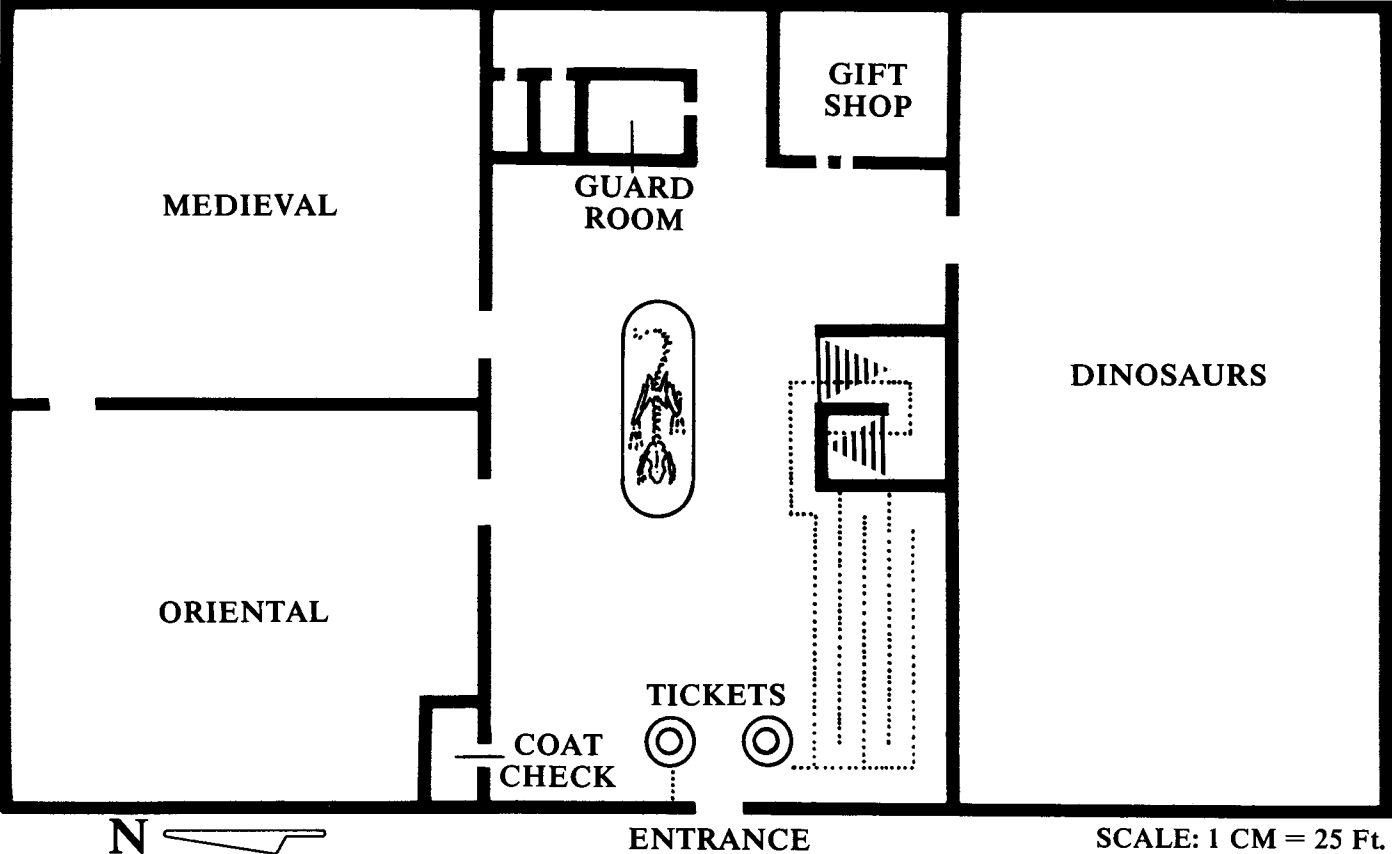 GIFT
SHOP
MEDIEVAL
GUARD
ROOM
DINOSAURS
ORIENTAL
TICKETS
COAT
CHECK
N
ENTRANCE
SCALE: 1 CM = 25 Ft.